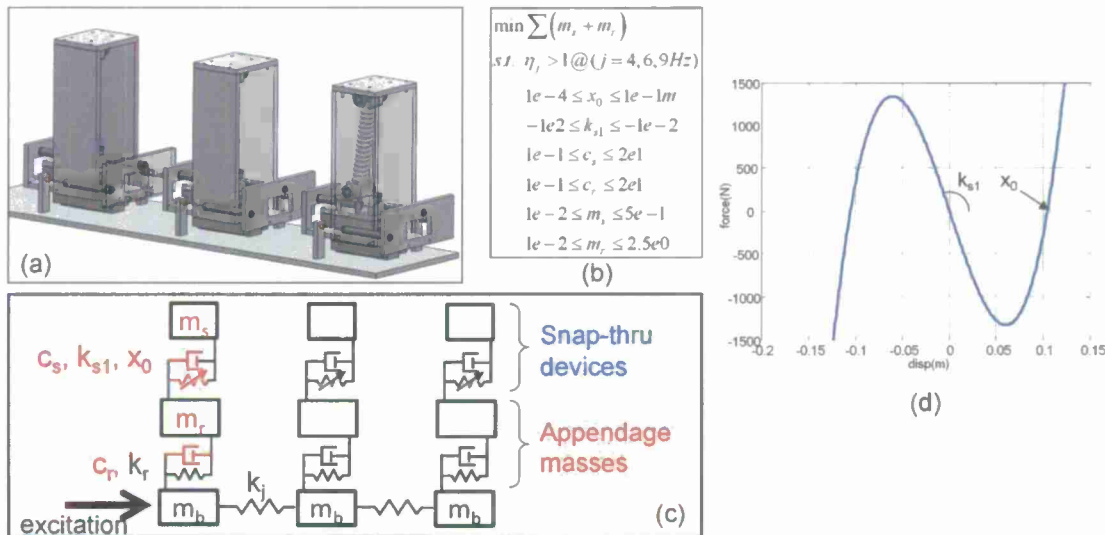 (a)
min ∑(m_s + m_r)
s.t. η_j > 1@(j = 4,6,9Hz)
1e−4 ≤ x_0 ≤ 1e−1m
−1e2 ≤ k_s1 ≤ −1e−2
1e−1 ≤ c_s ≤ 2e1
1e−1 ≤ c_r ≤ 2e1
1e−2 ≤ m_s ≤ 5e−1
1e−2 ≤ m_r ≤ 2.5e0
(b)
m_s
c_s, k_s1, x_0
Snap-thru
devices
m_r
c_r, k_r
Appendage
masses
k_j
m_b
m_b
m_b
excitation
(c)
1500
1000
500
0
-500
-1000
-1500
force(N)
k_s1
x_0
-0.2
-0.15
-0.1
-0.05
0
0.05
0.1
0.15
disp(m)
(d)